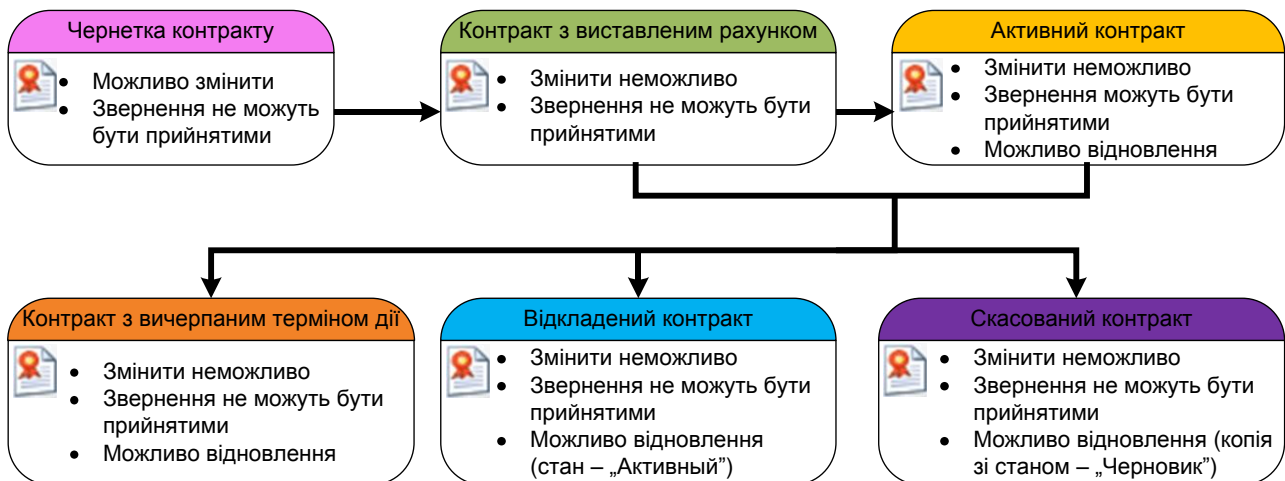 Чернетка контракту
• Можливо змінити
• Звернення не можуть
бути прийнятими
Контракт з виставленим рахунком
• Змінити неможливо
• Звернення не можуть бути
прийнятими
Активний контракт
• Змінити неможливо
• Звернення можуть бути
прийнятими
• Можливо відновлення
Контракт з вичерпаним терміном дії
• Змінити неможливо
• Звернення не можуть бути
прийнятими
• Можливо відновлення
Відкладений контракт
• Змінити неможливо
• Звернення не можуть бути
прийнятими
• Можливо відновлення
(стан – „Активный”)
Скасований контракт
• Змінити неможливо
• Звернення не можуть бути
прийнятими
• Можливо відновлення (копія
зі станом – „Черновик”)